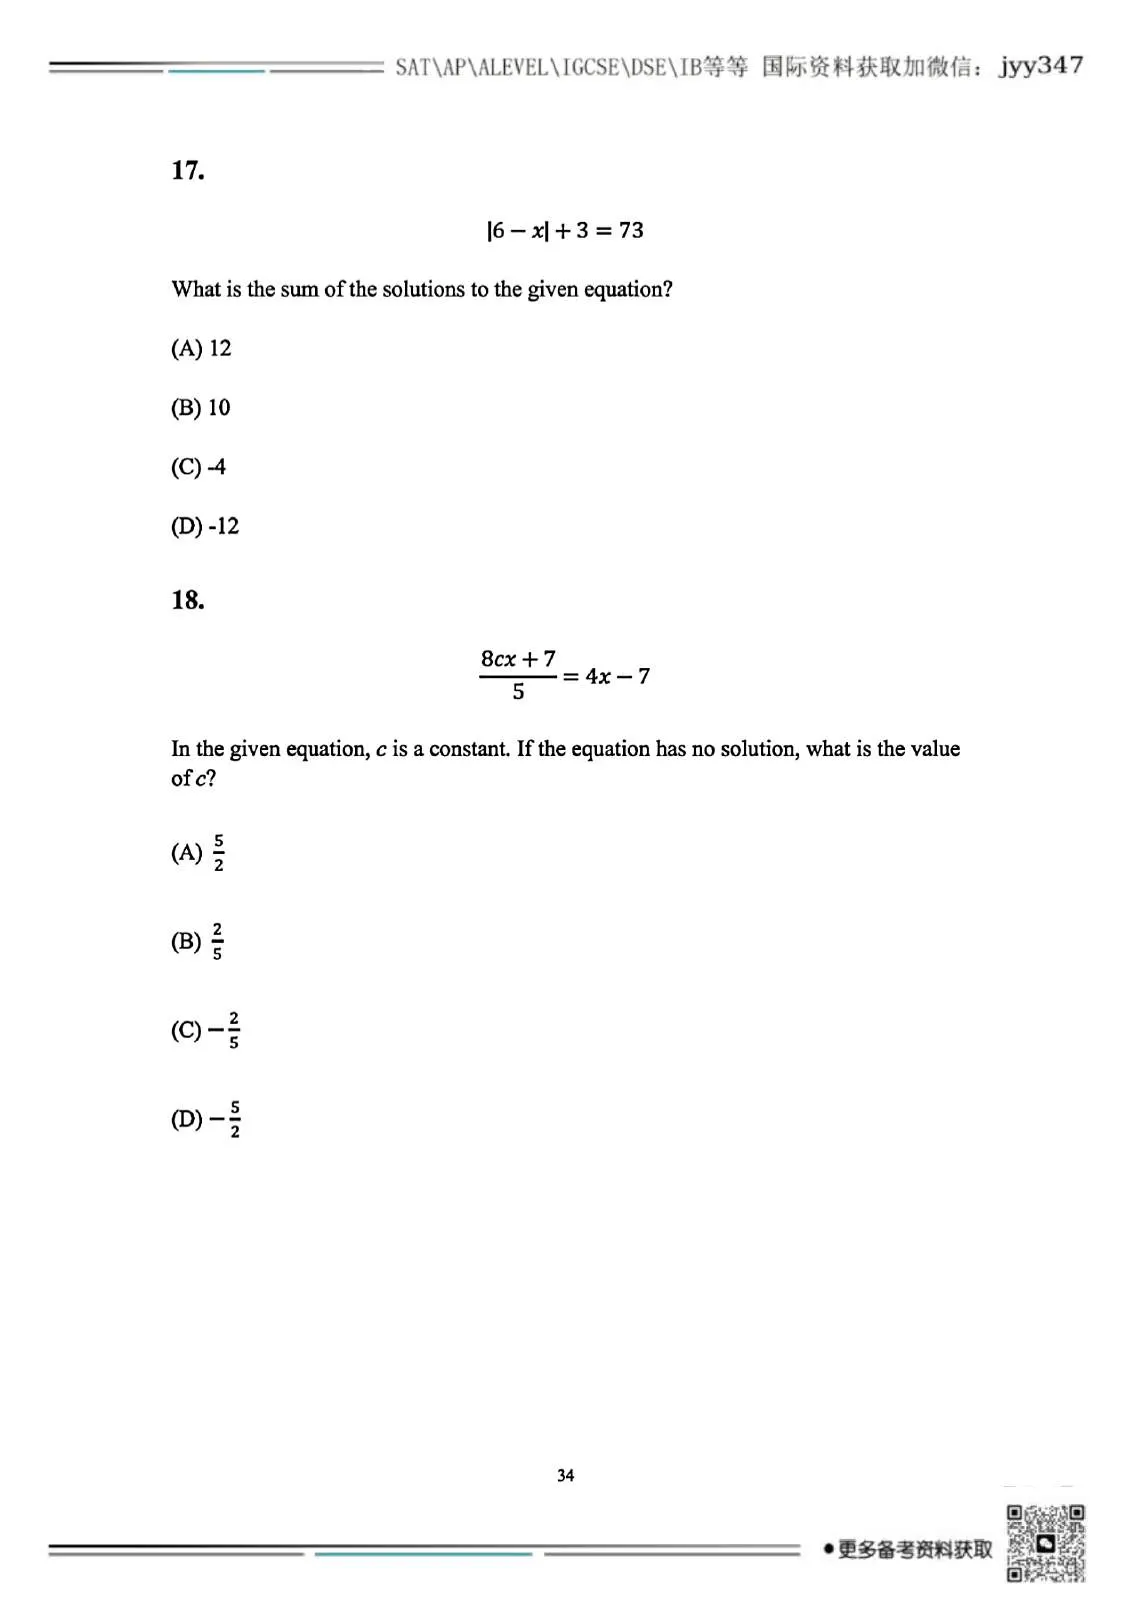 SAT\AP\ALEVEL\IGCSE\DSE\IB等等 国际资料获取加微信: jyy347
17.
|6 − x| + 3 = 73
What is the sum of the solutions to the given equation?
(A) 12
(B) 10
(C) -4
(D) -12
18.
8cx + 7
5
= 4x − 7
In the given equation, c is a constant. If the equation has no solution, what is the value
of c?
(A) 5/2
(B) 2/5
(C) −2/5
(D) −5/2
34
•更多备考资料获取